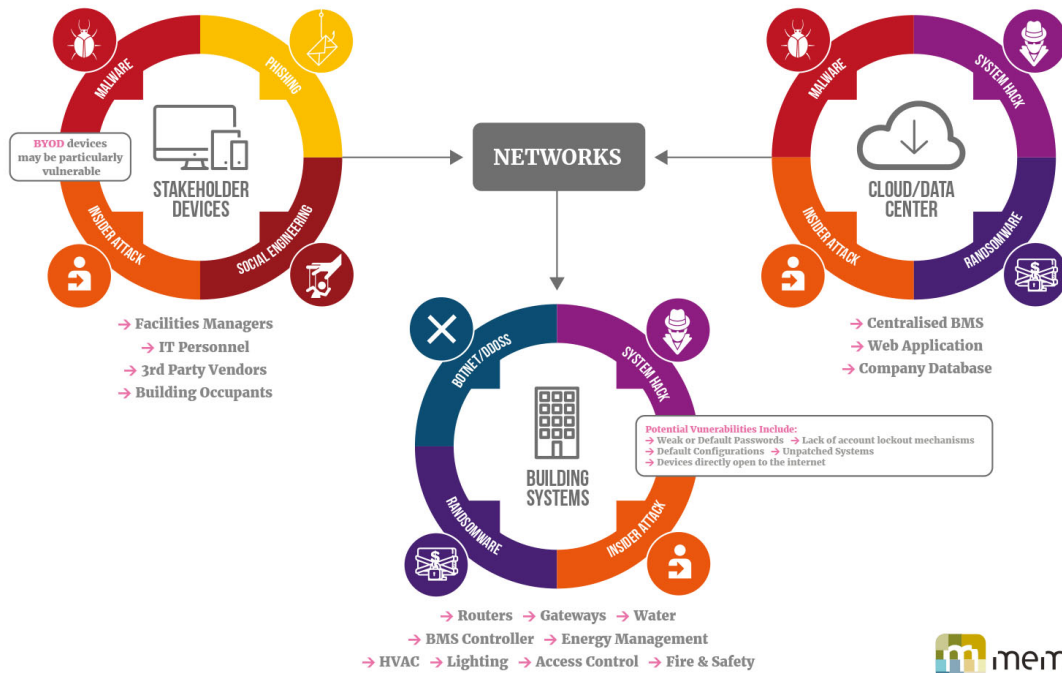 MALWARE
PHISHING
BYOD devices
may be particularly
vulnerable
STAKEHOLDER
DEVICES
INSIDER ATTACK
SOCIAL ENGINEERING
→ Facilities Managers
→ IT Personnel
→ 3rd Party Vendors
→ Building Occupants
NETWORKS
MALWARE
SYSTEM HACK
CLOUD/DATA
CENTER
INSIDER ATTACK
RANDSOMWARE
→ Centralised BMS
→ Web Application
→ Company Database
BOTNET/DDOSS
SYSTEM HACK
Potential Vunerabilities Include:
→ Weak or Default Passwords → Lack of account lockout mechanisms
→ Default Configurations → Unpatched Systems
→ Devices directly open to the internet
BUILDING
SYSTEMS
RANDSOMWARE
INSIDER ATTACK
→ Routers → Gateways → Water
→ BMS Controller → Energy Management
→ HVAC → Lighting → Access Control → Fire & Safety